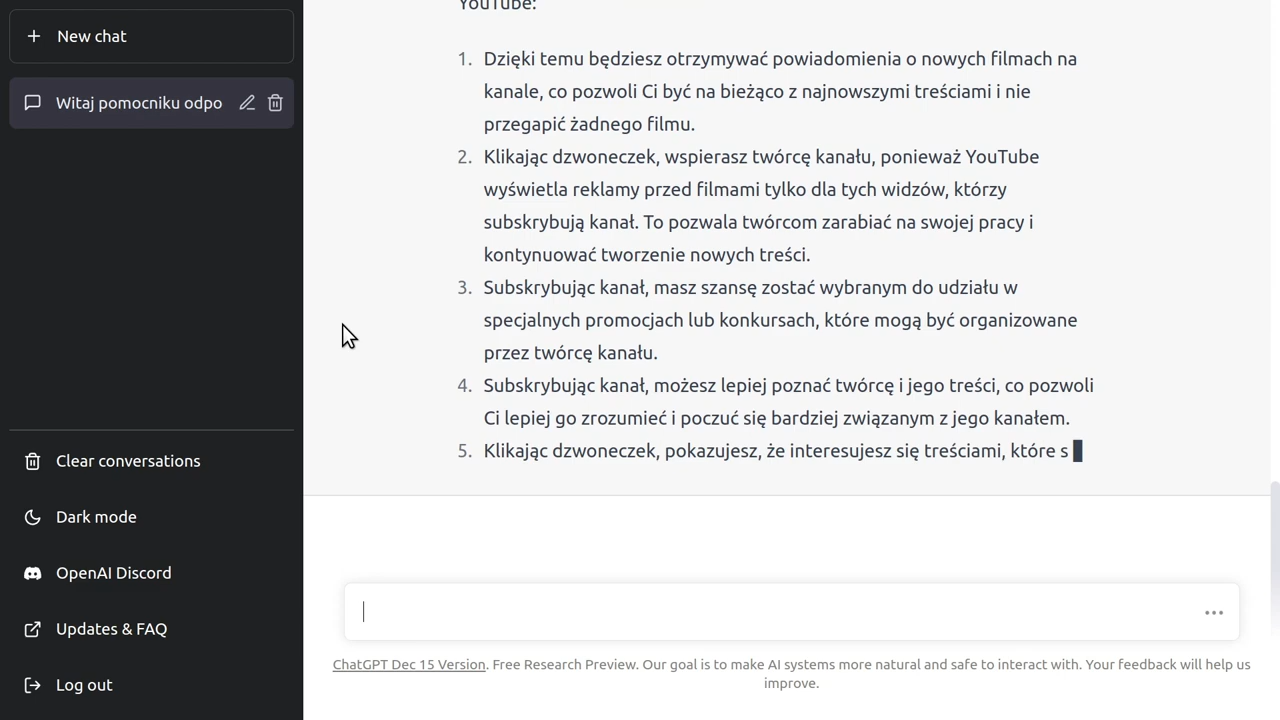 New chat
Witaj pomocniku odpo
Clear conversations
Dark mode
OpenAI Discord
Updates & FAQ
Log out
YouTube:
1. Dzięki temu będziesz otrzymywać powiadomienia o nowych filmach na
kanale, co pozwoli Ci być na bieżąco z najnowszymi treściami i nie
przegapić żadnego filmu.
2. Klikając dzwoneczek, wspierasz twórcę kanału, ponieważ YouTube
wyświetla reklamy przed filmami tylko dla tych widzów, którzy
subskrybują kanał. To pozwala twórcom zarabiać na swojej pracy i
kontynuować tworzenie nowych treści.
3. Subskrybując kanał, masz szansę zostać wybranym do udziału w
specjalnych promocjach lub konkursach, które mogą być organizowane
przez twórcę kanału.
4. Subskrybując kanał, możesz lepiej poznać twórcę i jego treści, co pozwoli
Ci lepiej go zrozumieć i poczuć się bardziej związanym z jego kanałem.
5. Klikając dzwoneczek, pokazujesz, że interesujesz się treściami, które s
ChatGPT Dec 15 Version. Free Research Preview. Our goal is to make AI systems more natural and safe to interact with. Your feedback will help us
improve.